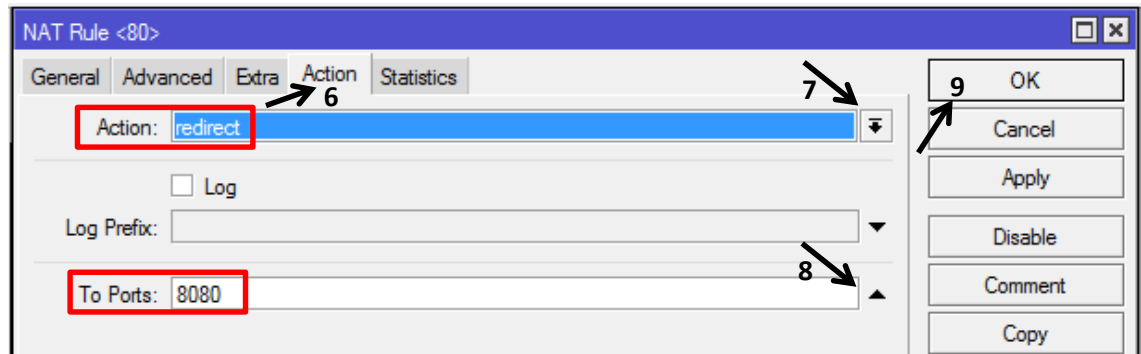 NAT Rule <80>
General Advanced Extra Action Statistics
6
7
Action: redirect
Log
Log Prefix:
8
To Ports: 8080
9
OK
Cancel
Apply
Disable
Comment
Copy